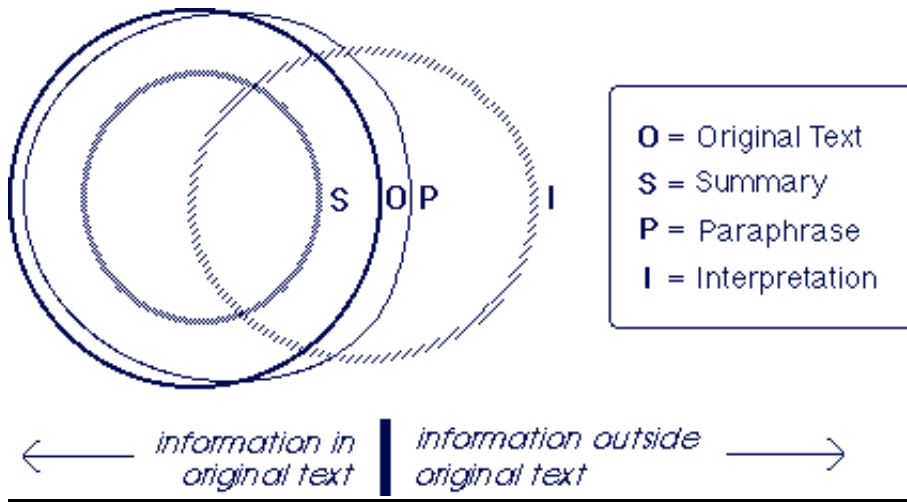 S O P I
O = Original Text
S = Summary
P = Paraphrase
I = Interpretation
information in
original text
information outside
original text